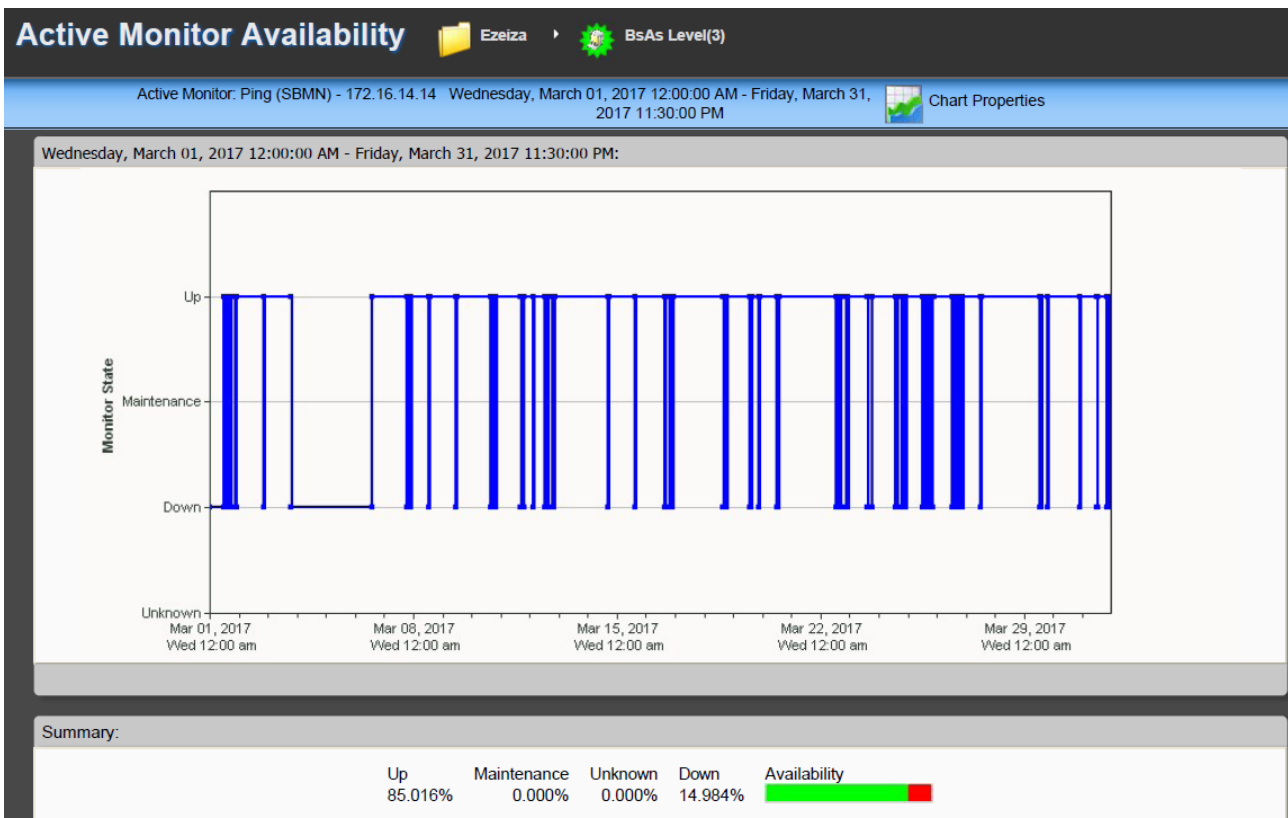 Active Monitor Availability
Ezeiza
BsAs Level(3)
Active Monitor: Ping (SBMN) - 172.16.14.14 Wednesday, March 01, 2017 12:00:00 AM - Friday, March 31,
2017 11:30:00 PM
Chart Properties
Wednesday, March 01, 2017 12:00:00 AM - Friday, March 31, 2017 11:30:00 PM:
Monitor State
Up
Maintenance
Down
Unknown
Mar 01, 2017 Mar 08, 2017 Mar 15, 2017 Mar 22, 2017 Mar 29, 2017
Wed 12:00 am Wed 12:00 am Wed 12:00 am Wed 12:00 am Wed 12:00 am
Summary:
Up Maintenance Unknown Down Availability
85.016% 0.000% 0.000% 14.984%